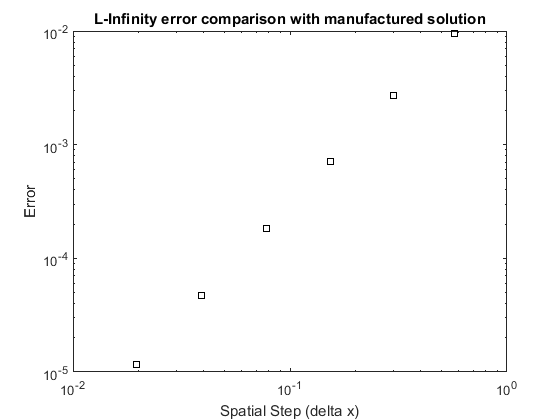 L-Infinity error comparison with manufactured solution
10^-2
10^-3
10^-4
10^-5
Error
10^-2
10^-1
10^0
Spatial Step (delta x)